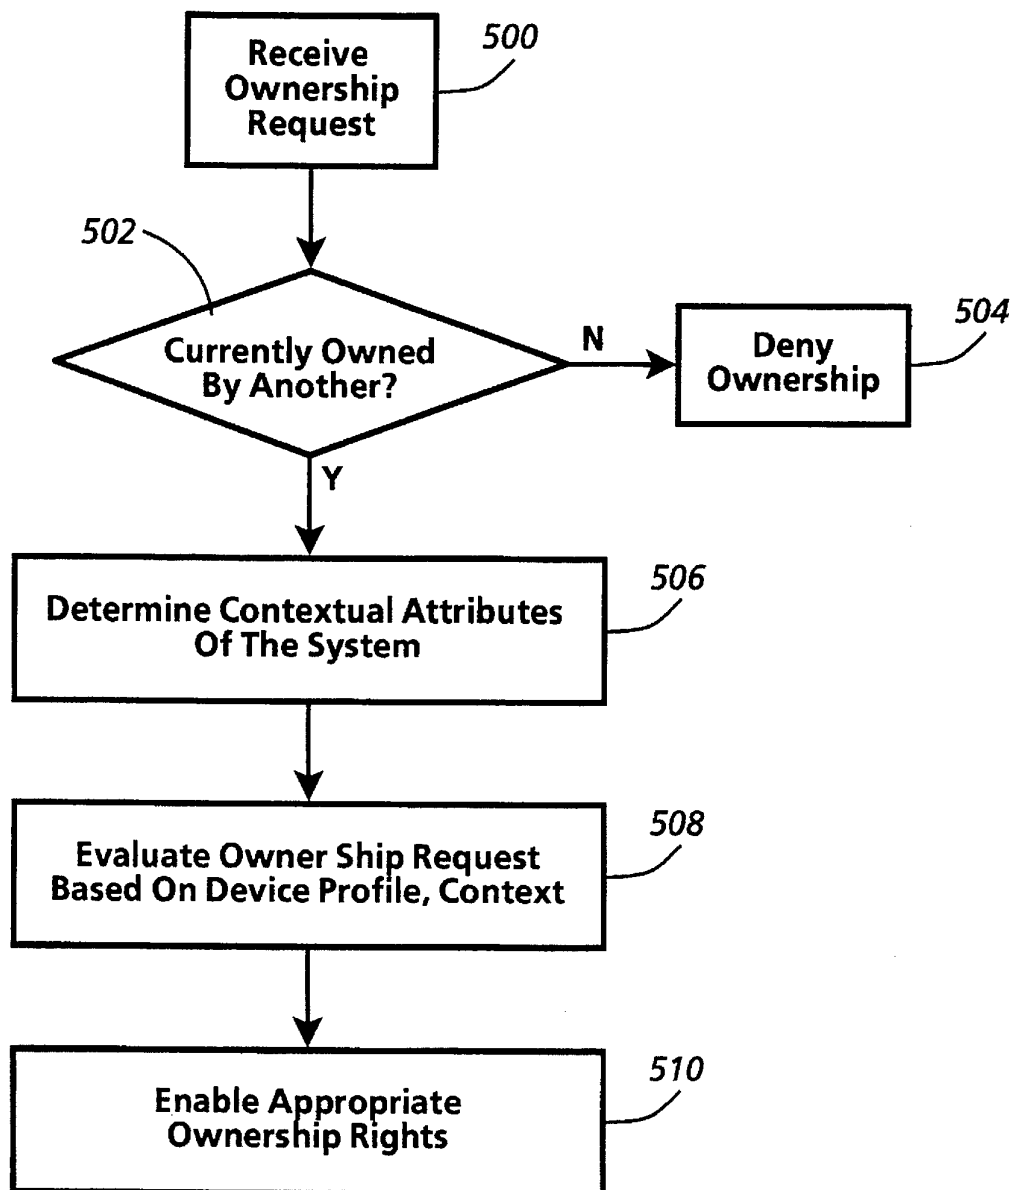 Receive
Ownership
Request
500
502
Currently Owned
By Another?
N
Deny
Ownership
504
Y
Determine Contextual Attributes
Of The System
506
Evaluate Owner Ship Request
Based On Device Profile, Context
508
Enable Appropriate
Ownership Rights
510